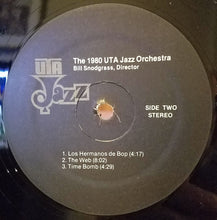 UTA
Jazz
The 1980 UTA Jazz Orchestra
Bill Snodgrass, Director
SIDE TWO
STEREO
1. Los Hermanos de Bop (4:17)
2. The Web (8:02)
3. Time Bomb (4:29)